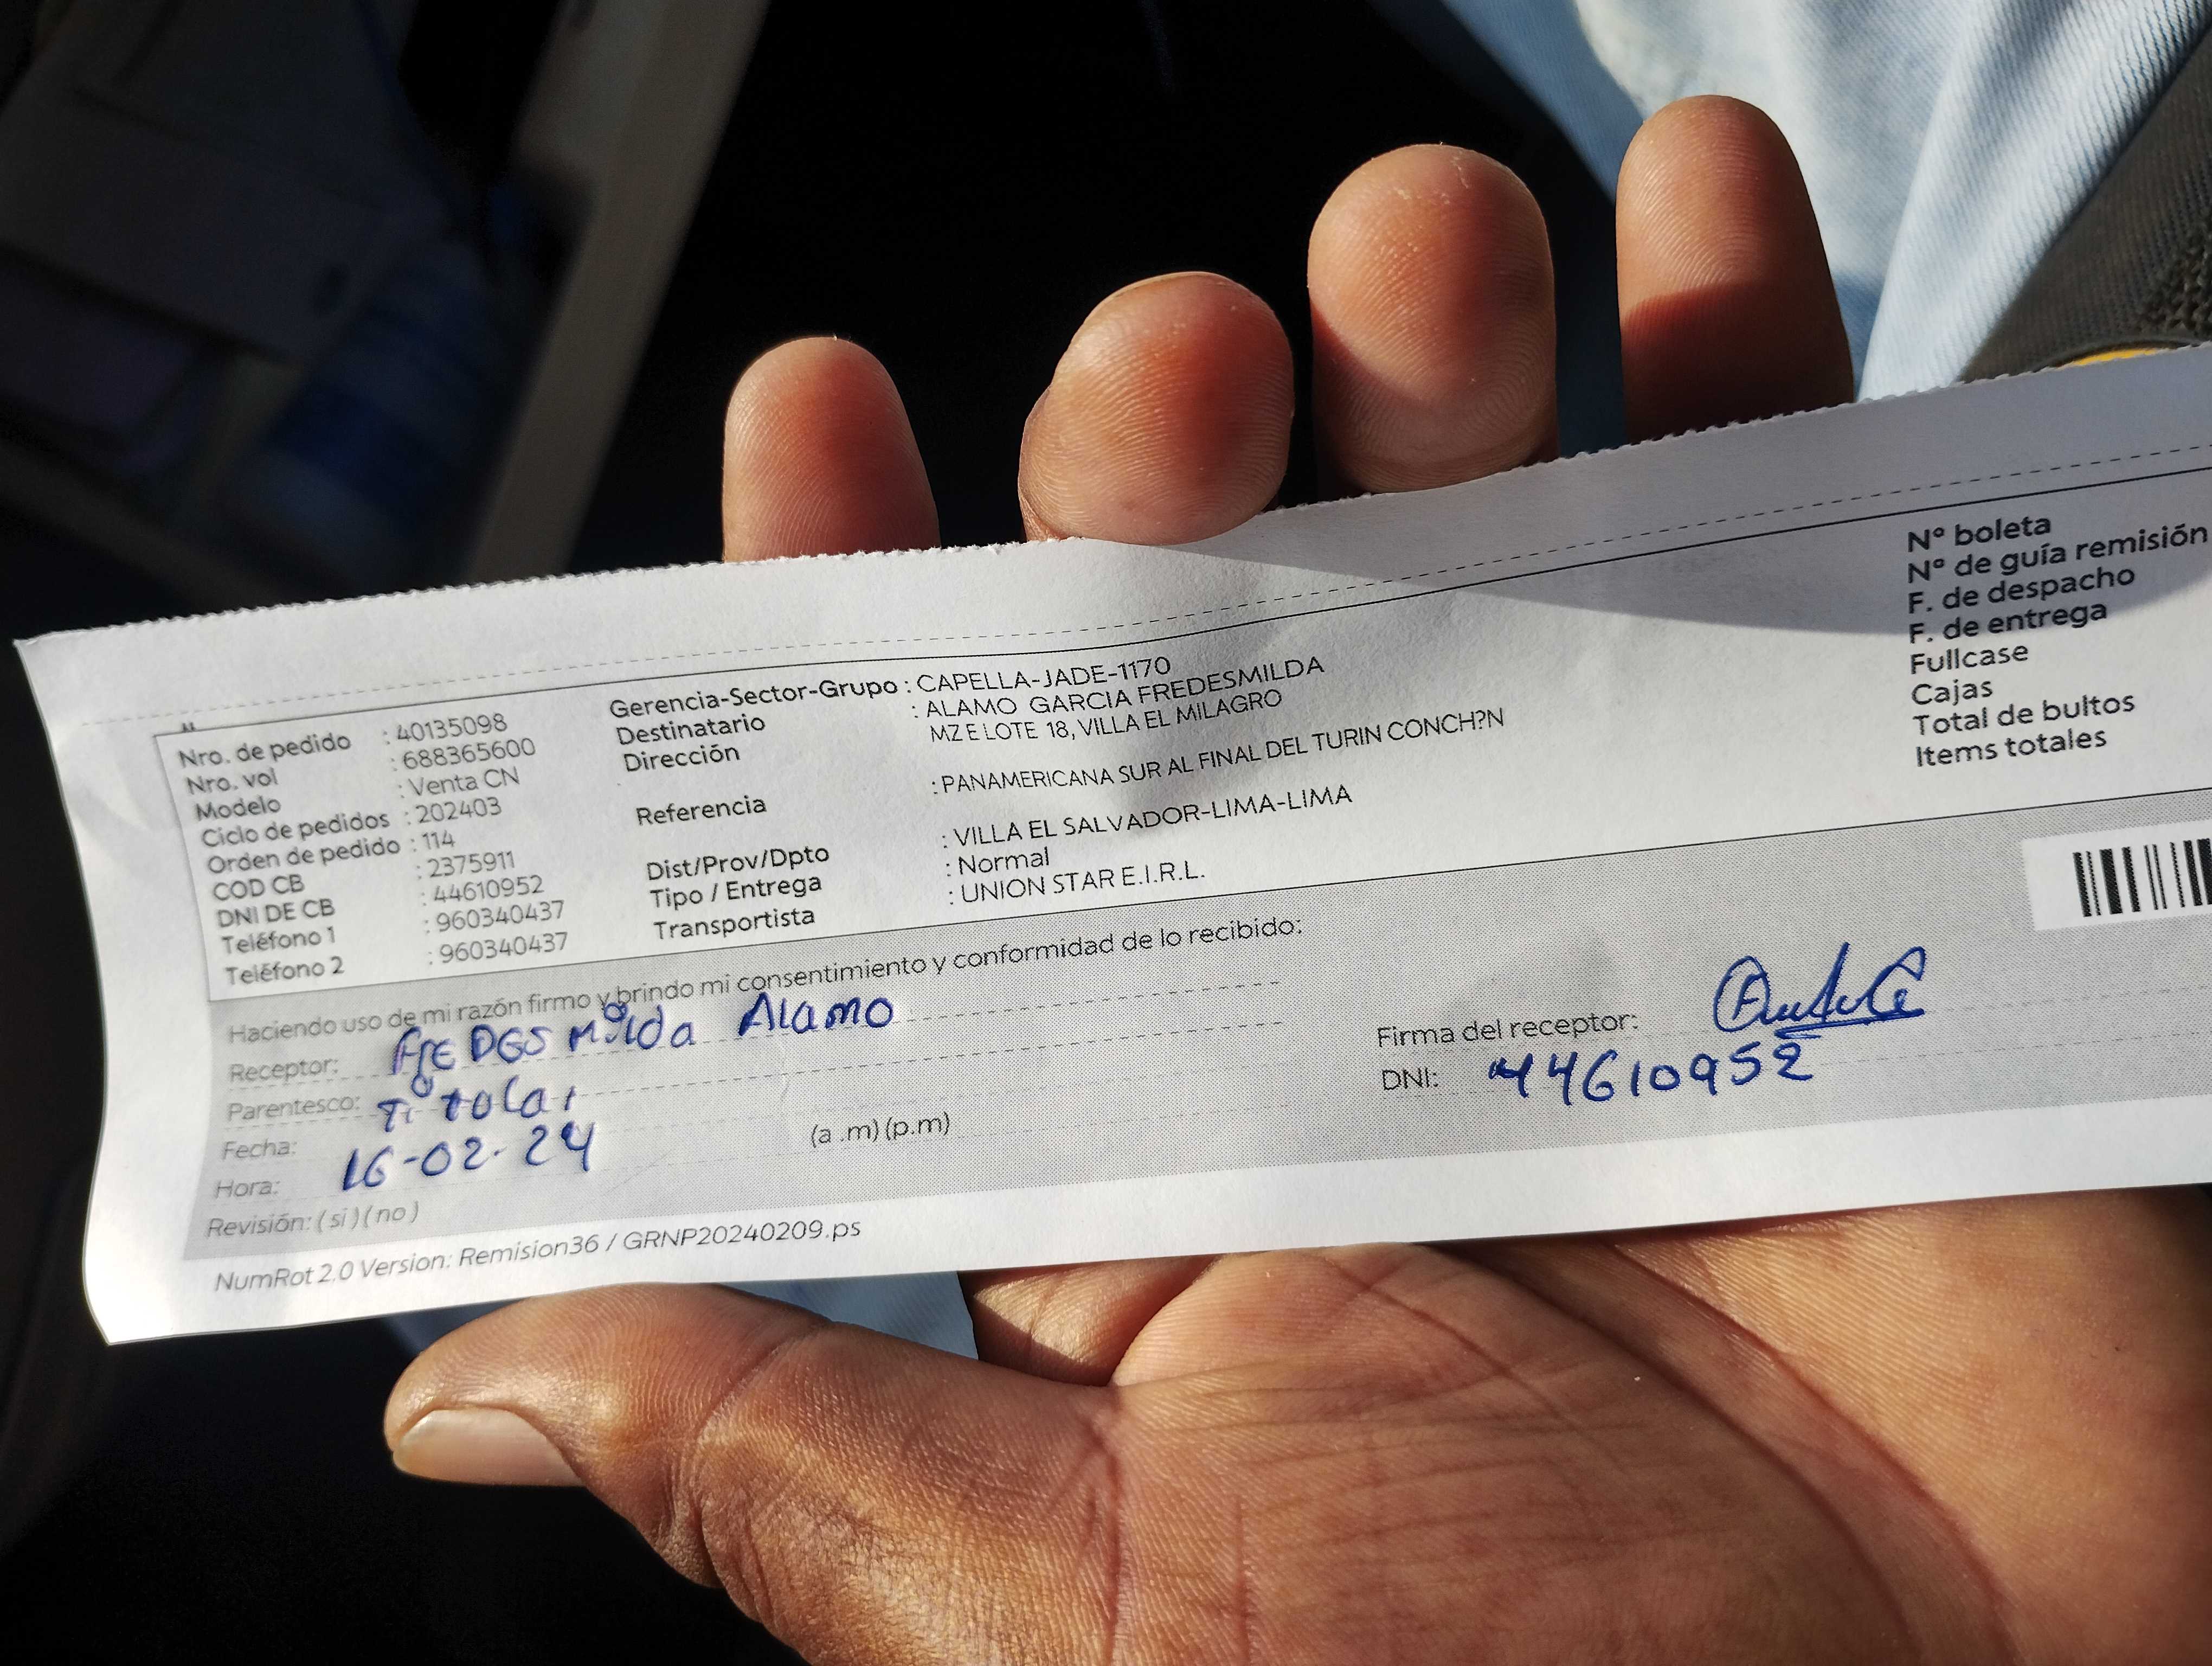 Nro. de pedido : 40135098
Nro. vol : 688365600
Modelo : Venta CN
Ciclo de pedidos : 202403
Orden de pedido : 114
COD CB : 2375911
DNI DE CB : 44610952
Teléfono 1 : 960340437
Teléfono 2 : 960340437
Gerencia-Sector-Grupo : CAPELLA-JADE-1170
Destinatario : ALAMO GARCIA FREDESMILDA
Dirección MZ E LOTE 18, VILLA EL MILAGRO
Referencia : PANAMERICANA SUR AL FINAL DEL TURIN CONCH?N
Dist/Prov/Dpto : VILLA EL SALVADOR-LIMA-LIMA
Tipo / Entrega : Normal
Transportista : UNION STAR E.I.R.L.
N° boleta
N° de guía remisión
F. de despacho
F. de entrega
Fullcase
Cajas
Total de bultos
Items totales
Haciendo uso de mi razón firmo y brindo mi consentimiento y conformidad de lo recibido:
Receptor: FREDESMilda Alamo
Parentesco: Titular
Fecha: 16-02-24
Hora: (a .m) (p.m)
Revisión: ( si ) ( no )
Firma del receptor:
DNI: 44610952
NumRot 2.0 Version: Remision36 / GRNP20240209.ps